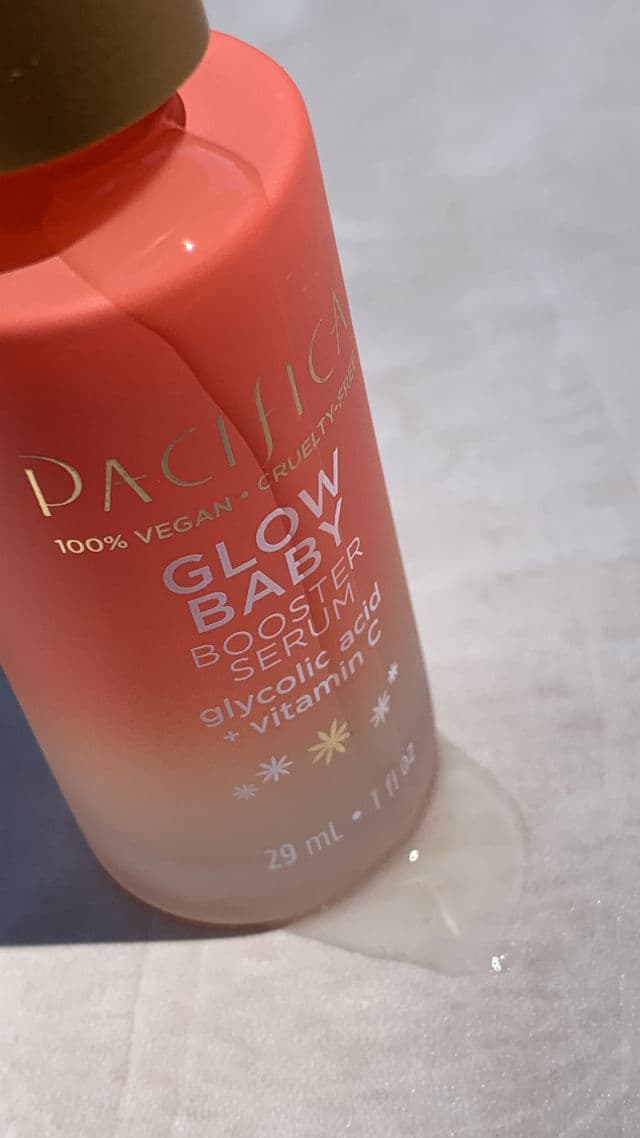 PACIFICA
100% VEGAN • CRUELTY-FREE
GLOW
BABY
BOOSTER
SERUM
glycolic acid
+ vitamin C
29 mL • 1 fl oz